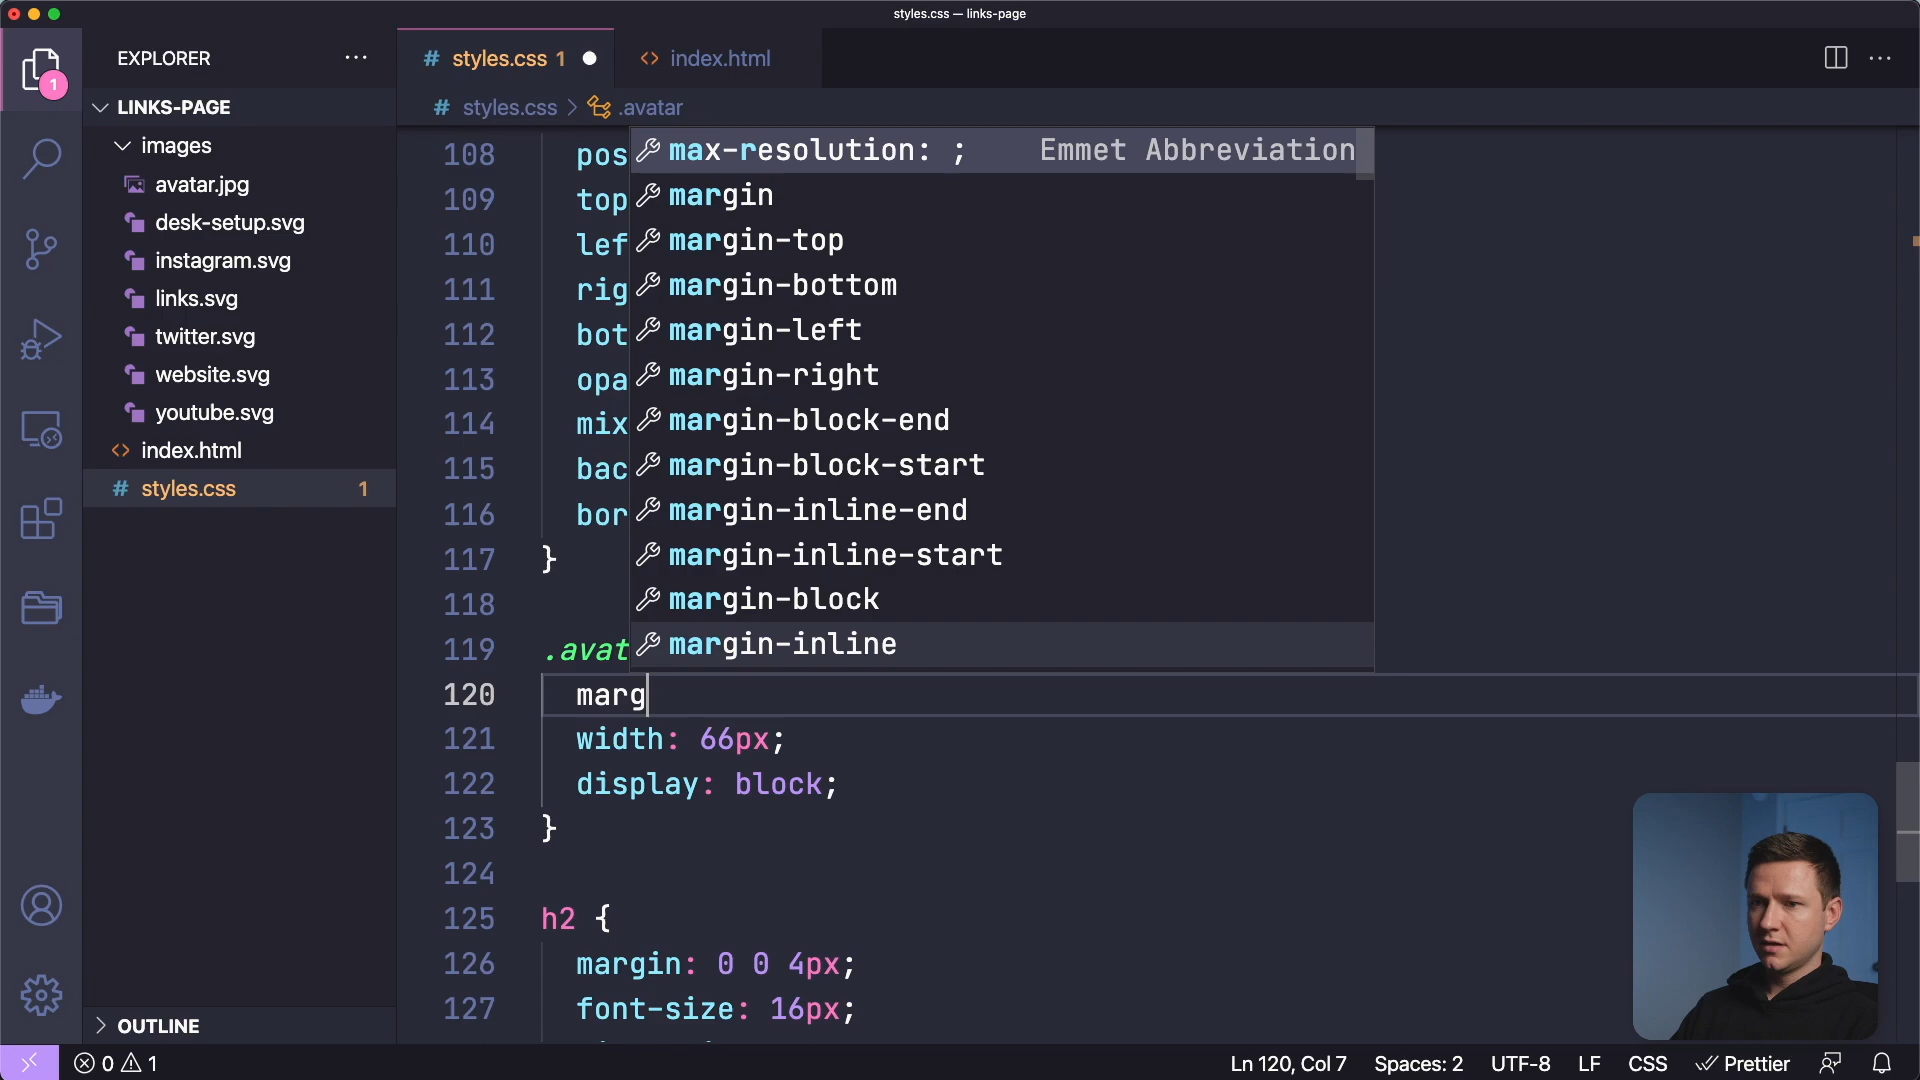 styles.css — links-page
EXPLORER
1
LINKS-PAGE
images
avatar.jpg
desk-setup.svg
instagram.svg
links.svg
twitter.svg
website.svg
youtube.svg
index.html
styles.css 1
OUTLINE
styles.css 1
index.html
styles.css > .avatar
108 pos
109 top
110 lef
111 rig
112 bot
113 opa
114 mix
115 bac
116 bor
117 }
118
119 .avat
120 marg
121 width: 66px;
122 display: block;
123 }
124
125 h2 {
126 margin: 0 0 4px;
127 font-size: 16px;
max-resolution: ; Emmet Abbreviation
margin
margin-top
margin-bottom
margin-left
margin-right
margin-block-end
margin-block-start
margin-inline-end
margin-inline-start
margin-block
margin-inline
0 1
Ln 120, Col 7 Spaces: 2 UTF-8 LF CSS Prettier